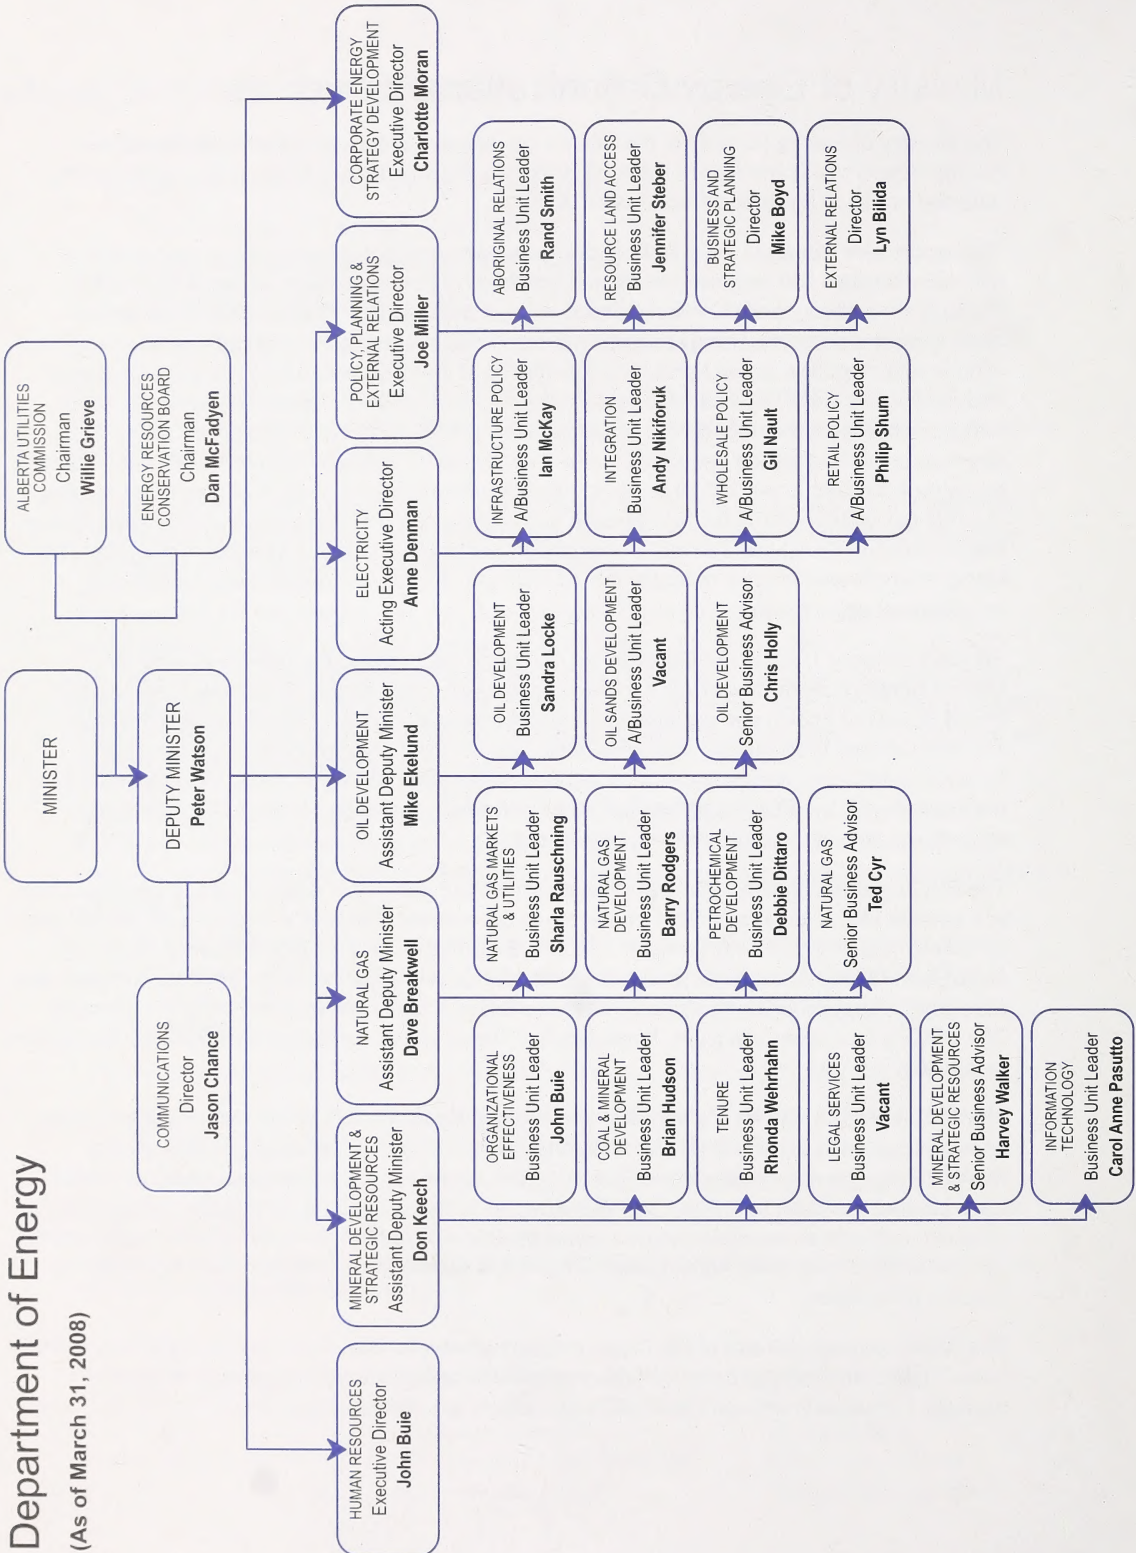 Department of Energy
(As of March 31, 2008)
MINISTER
ALBERTA UTILITIES
COMMISSION
Chairman
Willie Grieve
ENERGY RESOURCES
CONSERVATION BOARD
Chairman
Dan McFadyen
COMMUNICATIONS
Director
Jason Chance
DEPUTY MINISTER
Peter Watson
HUMAN RESOURCES
Executive Director
John Buie
MINERAL DEVELOPMENT &
STRATEGIC RESOURCES
Assistant Deputy Minister
Don Keech
NATURAL GAS
Assistant Deputy Minister
Dave Breakwell
OIL DEVELOPMENT
Assistant Deputy Minister
Mike Ekelund
ELECTRICITY
Acting Executive Director
Anne Denman
POLICY, PLANNING &
EXTERNAL RELATIONS
Executive Director
Joe Miller
CORPORATE ENERGY
STRATEGY DEVELOPMENT
Executive Director
Charlotte Moran
ORGANIZATIONAL
EFFECTIVENESS
Business Unit Leader
John Buie
COAL & MINERAL
DEVELOPMENT
Business Unit Leader
Brian Hudson
TENURE
Business Unit Leader
Rhonda Wehrhahn
LEGAL SERVICES
Business Unit Leader
Vacant
MINERAL DEVELOPMENT
& STRATEGIC RESOURCES
Senior Business Advisor
Harvey Walker
INFORMATION
TECHNOLOGY
Business Unit Leader
Carol Anne Pasutto
NATURAL GAS MARKETS
& UTILITIES
Business Unit Leader
Sharla Rauschning
NATURAL GAS
DEVELOPMENT
Business Unit Leader
Barry Rodgers
PETROCHEMICAL
DEVELOPMENT
Business Unit Leader
Debbie Dittaro
NATURAL GAS
Senior Business Advisor
Ted Cyr
OIL DEVELOPMENT
Business Unit Leader
Sandra Locke
OIL SANDS DEVELOPMENT
A/Business Unit Leader
Vacant
OIL DEVELOPMENT
Senior Business Advisor
Chris Holly
INFRASTRUCTURE POLICY
A/Business Unit Leader
Ian McKay
INTEGRATION
Business Unit Leader
Andy Nikiforuk
WHOLESALE POLICY
A/Business Unit Leader
Gil Nault
RETAIL POLICY
A/Business Unit Leader
Philip Shum
ABORIGINAL RELATIONS
Business Unit Leader
Rand Smith
RESOURCE LAND ACCESS
Business Unit Leader
Jennifer Steber
BUSINESS AND
STRATEGIC PLANNING
Director
Mike Boyd
EXTERNAL RELATIONS
Director
Lyn Bilida